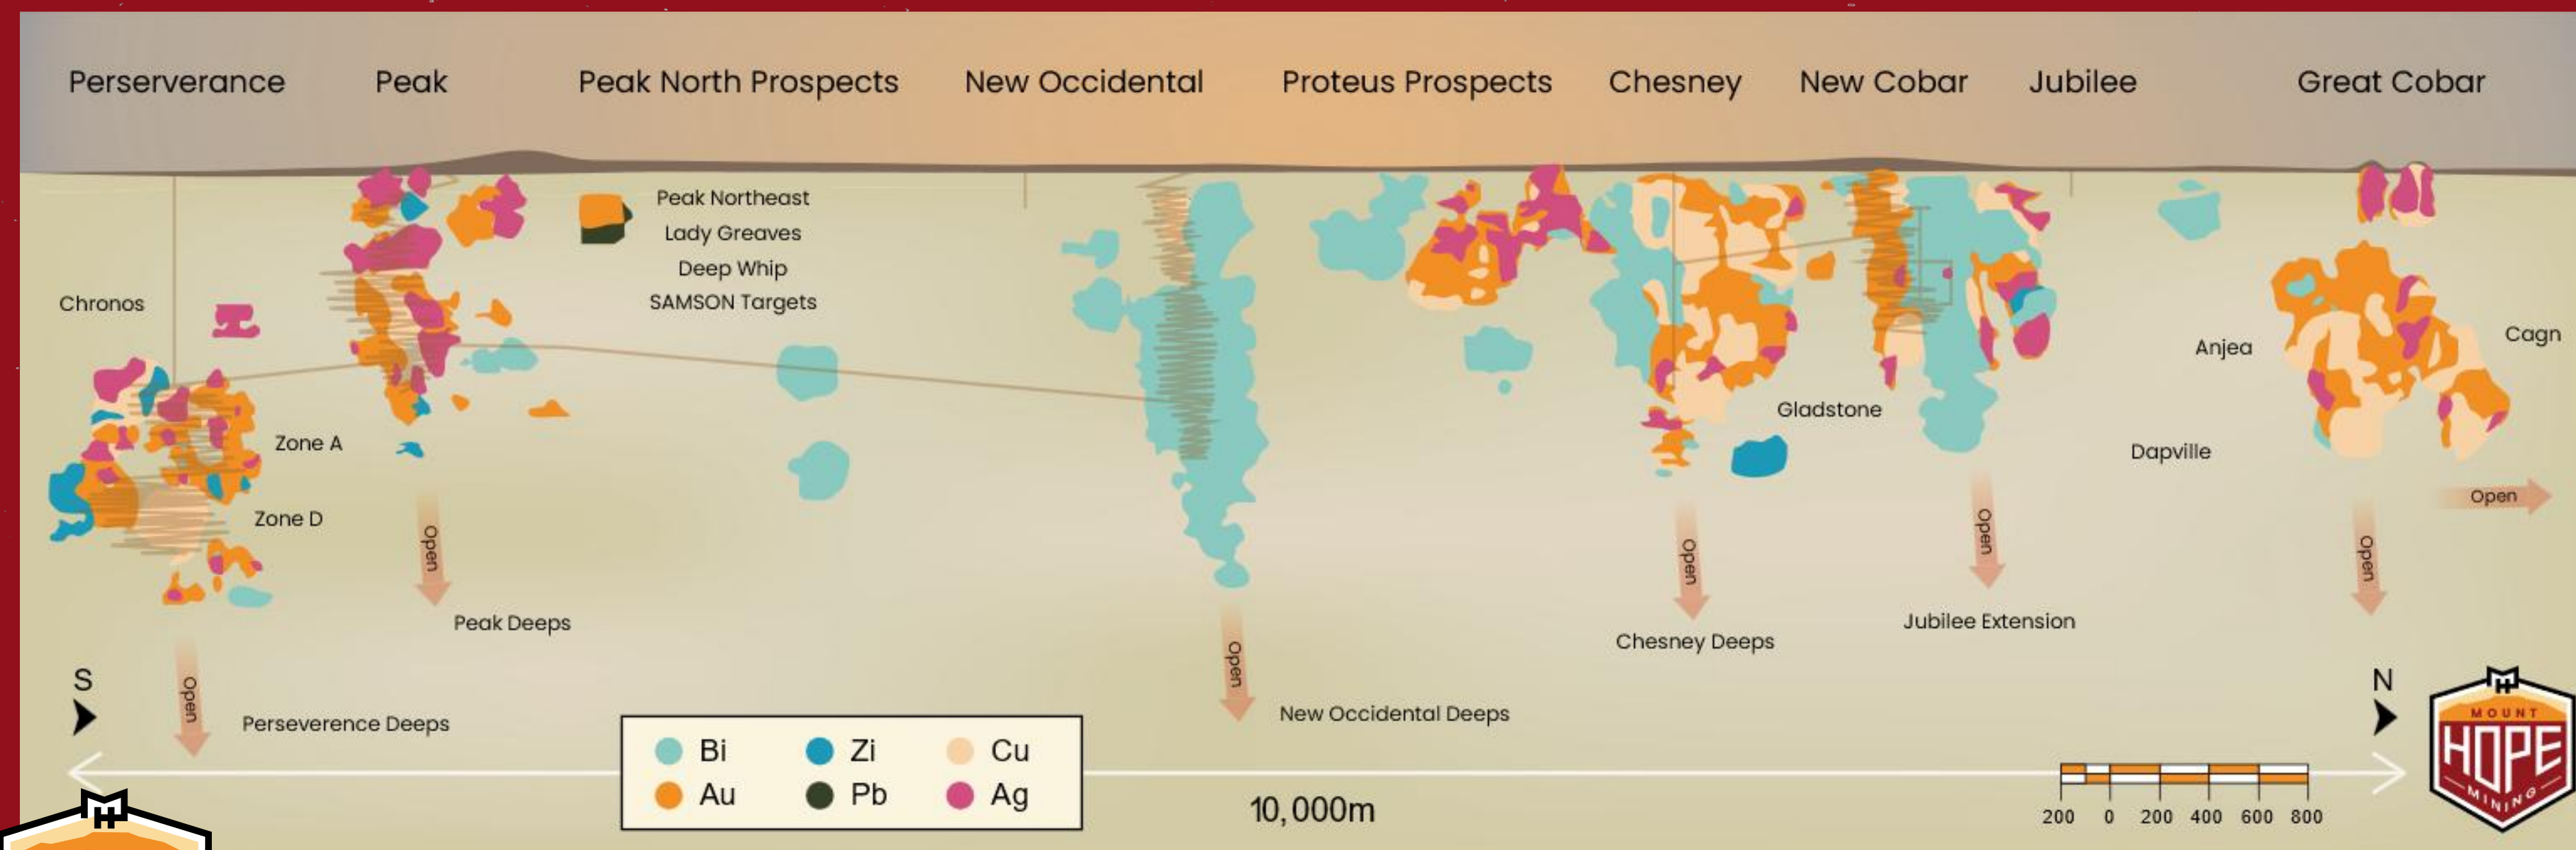 Perserverance
Peak
Peak North Prospects
New Occidental
Proteus Prospects
Chesney
New Cobar
Jubilee
Great Cobar
Peak Northeast
Lady Greaves
Deep Whip
SAMSON Targets
Chronos
Zone A
Zone D
Anjea
Cagn
Gladstone
Dapville
Open
Open
Open
Open
Open
Open
Open
Peak Deeps
Jubilee Extension
Chesney Deeps
New Occidental Deeps
Perseverence Deeps
S
N
Bi Zi Cu
Au Pb Ag
10,000m
200 0 200 400 600 800
MOUNT
HOPE
MINING